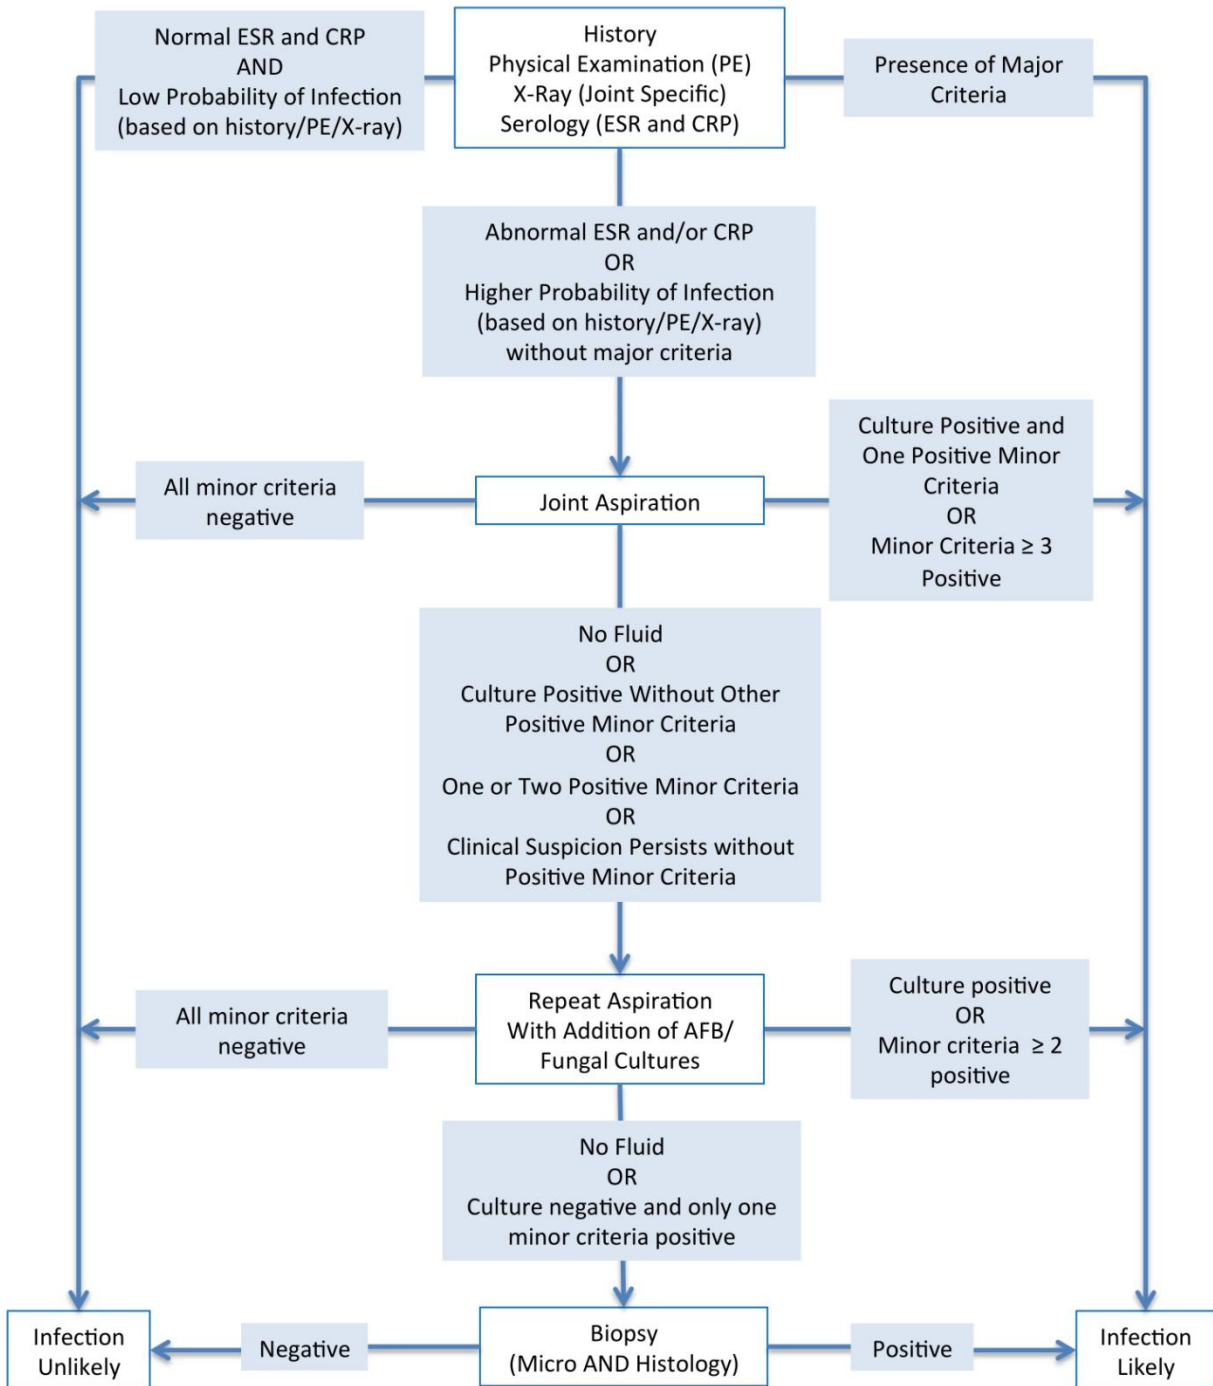 Normal ESR and CRP
AND
Low Probability of Infection
(based on history/PE/X-ray)
History
Physical Examination (PE)
X-Ray (Joint Specific)
Serology (ESR and CRP)
Presence of Major
Criteria
Abnormal ESR and/or CRP
OR
Higher Probability of Infection
(based on history/PE/X-ray)
without major criteria
All minor criteria
negative
Joint Aspiration
Culture Positive and
One Positive Minor
Criteria
OR
Minor Criteria ≥ 3
Positive
No Fluid
OR
Culture Positive Without Other
Positive Minor Criteria
OR
One or Two Positive Minor Criteria
OR
Clinical Suspicion Persists without
Positive Minor Criteria
All minor criteria
negative
Repeat Aspiration
With Addition of AFB/
Fungal Cultures
Culture positive
OR
Minor criteria ≥ 2
positive
No Fluid
OR
Culture negative and only one
minor criteria positive
Infection
Unlikely
Negative
Biopsy
(Micro AND Histology)
Positive
Infection
Likely